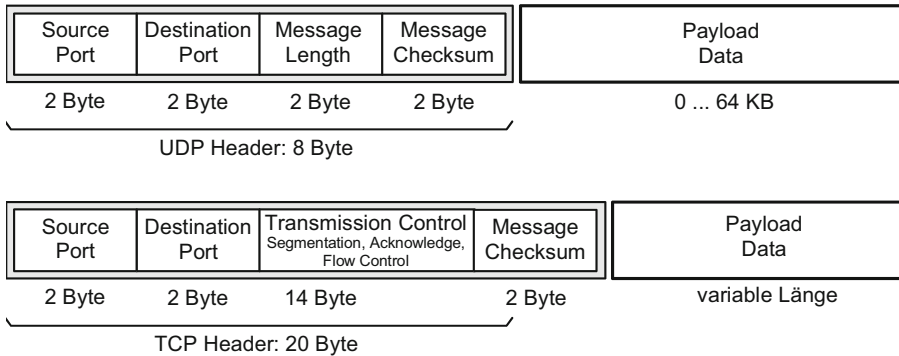 Source Port
Destination Port
Message Length
Message Checksum
Payload Data
2 Byte
2 Byte
2 Byte
2 Byte
0 ... 64 KB
UDP Header: 8 Byte
Source Port
Destination Port
Transmission Control
Segmentation, Acknowledge,
Flow Control
Message Checksum
Payload Data
2 Byte
2 Byte
14 Byte
2 Byte
variable Länge
TCP Header: 20 Byte